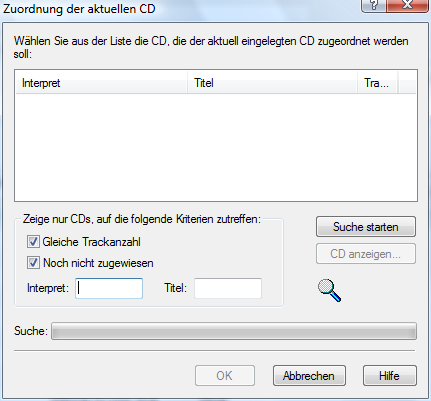 Zuordnung der aktuellen CD
Wählen Sie aus der Liste die CD, die der aktuell eingelegten CD zugeordnet werden
soll:
Interpret Titel Tra...
Zeige nur CDs, auf die folgende Kriterien zutreffen:
Gleiche Trackanzahl
Noch nicht zugewiesen
Interpret: Titel:
Suche starten
CD anzeigen...
Suche:
OK Abbrechen Hilfe